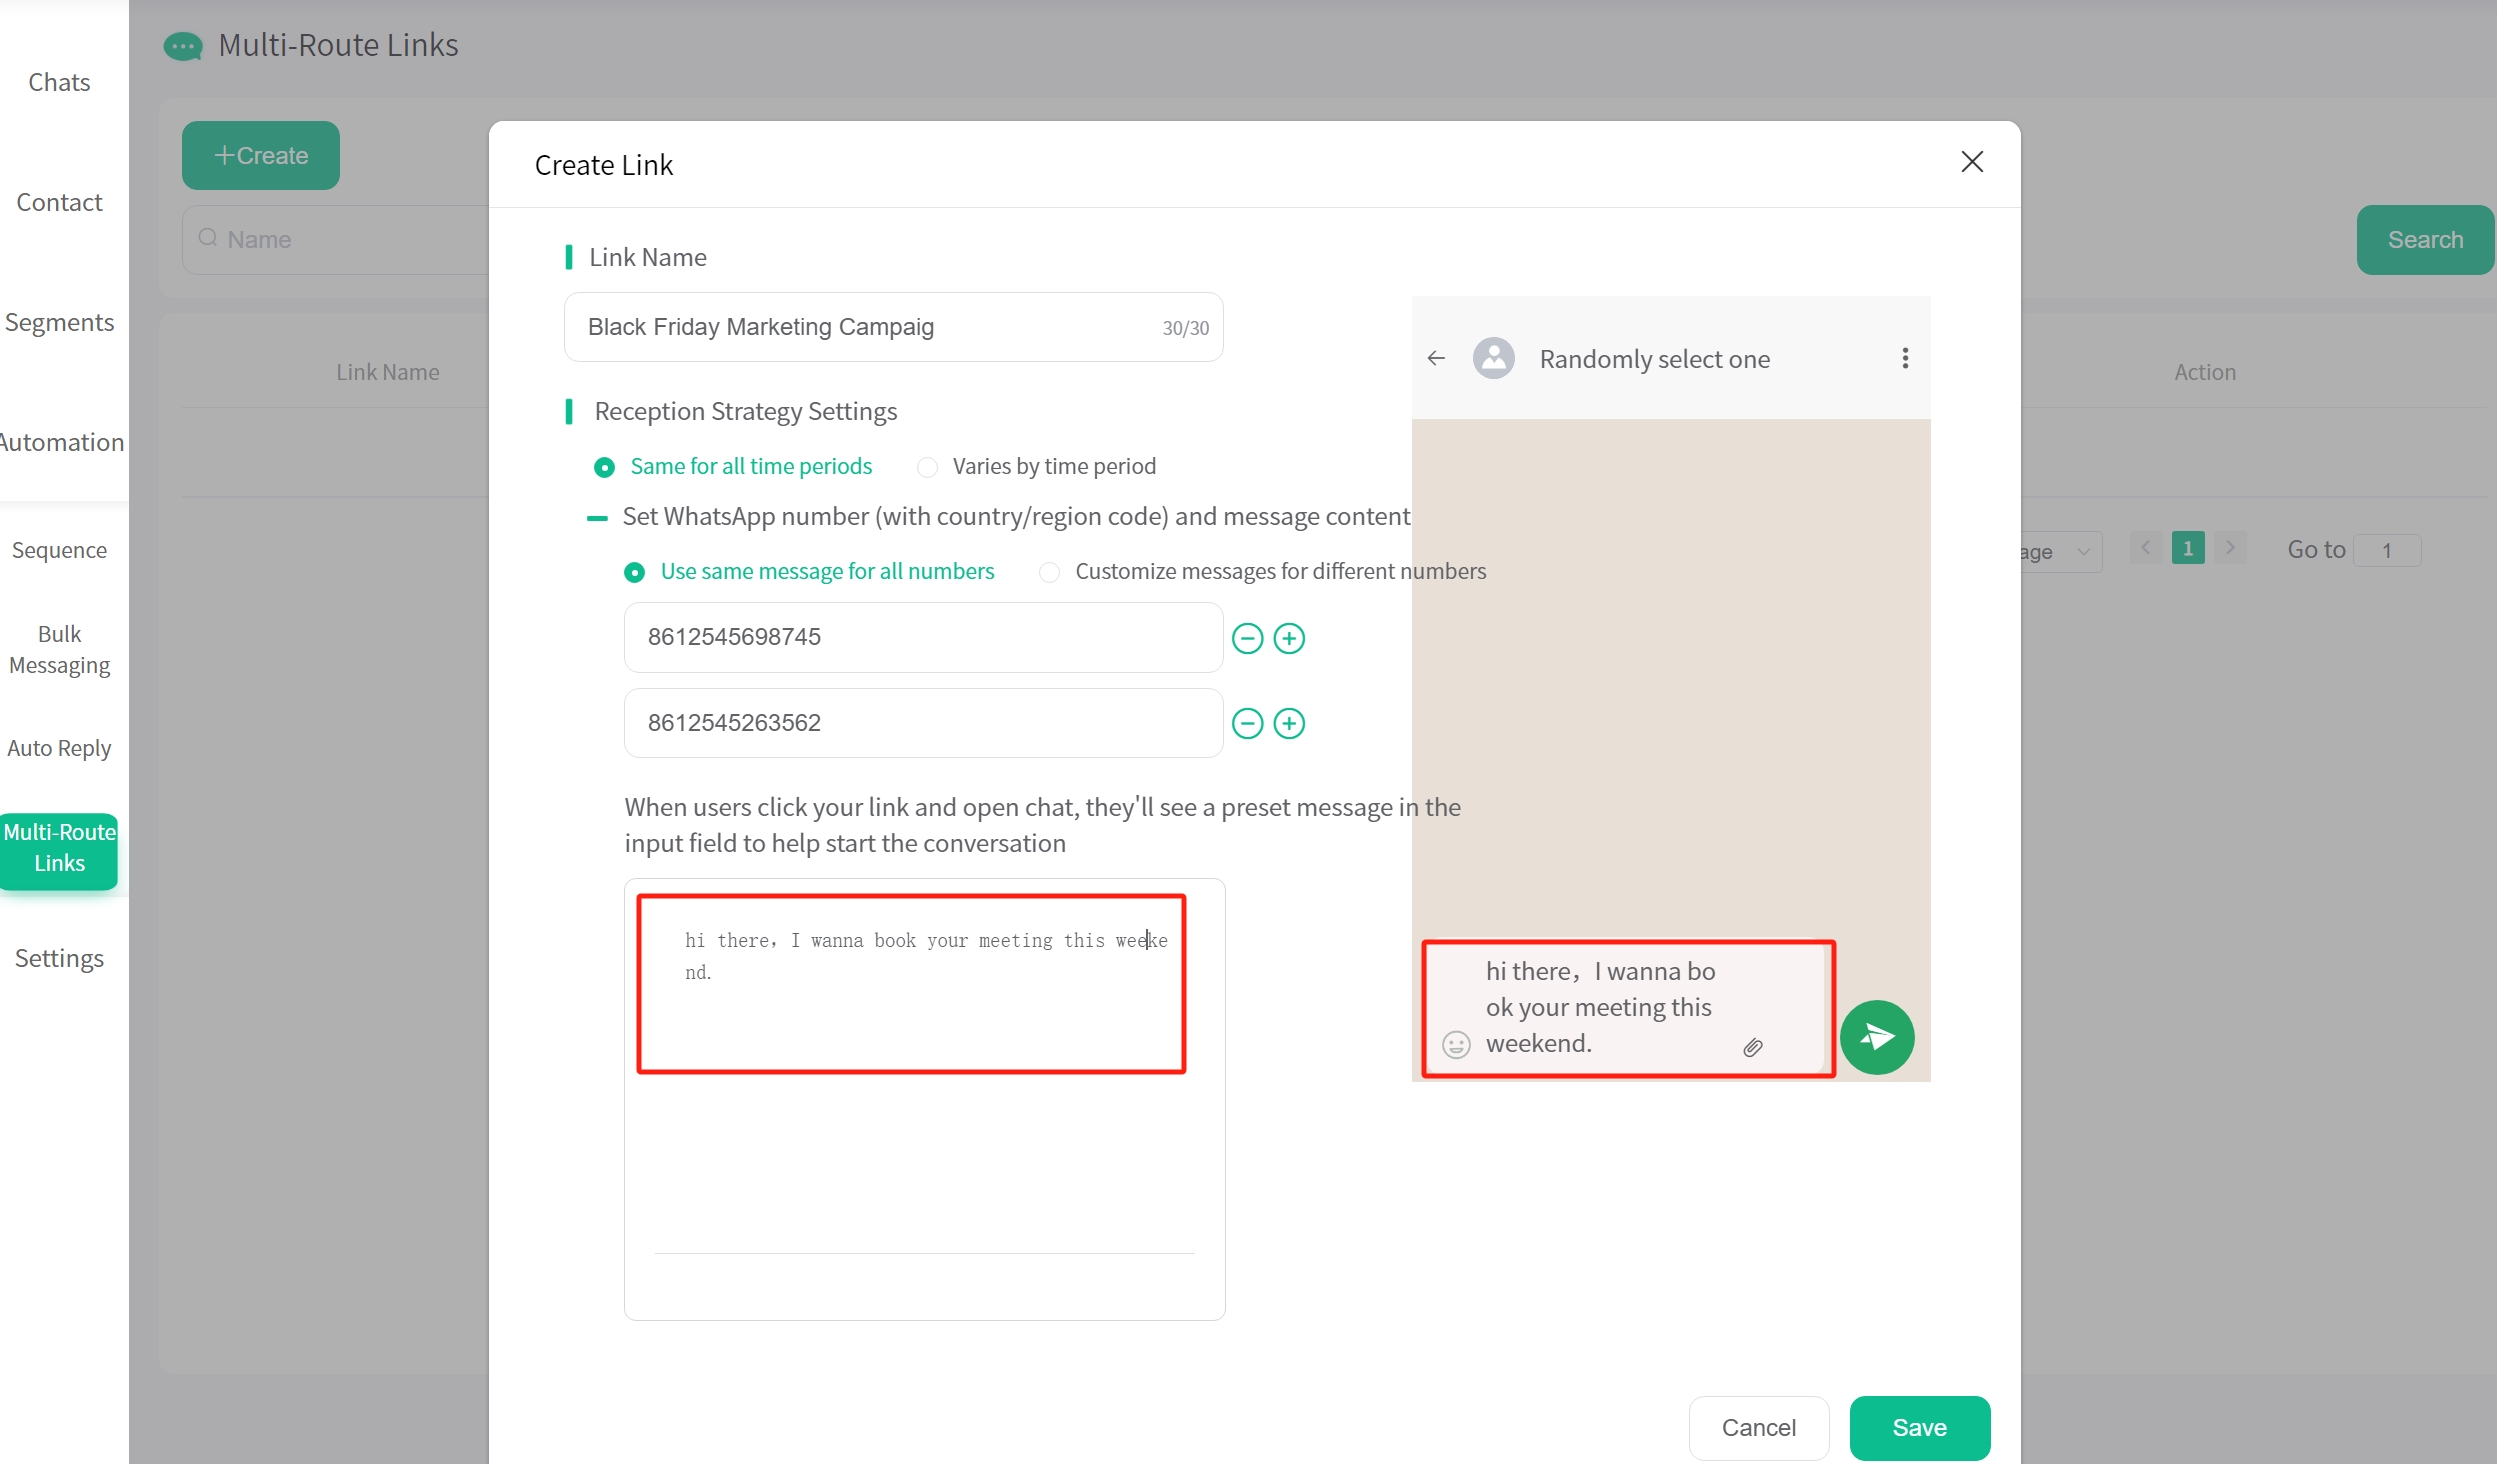 Multi-Route Links
Chats
Contact
Segments
Automation
Sequence
Bulk
Messaging
Auto Reply
Multi-Route
Links
Settings
+Create
Name
Search
Link Name
Action
age
1
Go to
1
Create Link
Link Name
Black Friday Marketing Campaig
30/30
Reception Strategy Settings
Same for all time periods
Varies by time period
Set WhatsApp number (with country/region code) and message content
Use same message for all numbers
Customize messages for different numbers
8612545698745
8612545263562
When users click your link and open chat, they'll see a preset message in the
input field to help start the conversation
hi there，I wanna book your meeting this weeke
nd.
Randomly select one
hi there，I wanna bo
ok your meeting this
weekend.
Cancel
Save